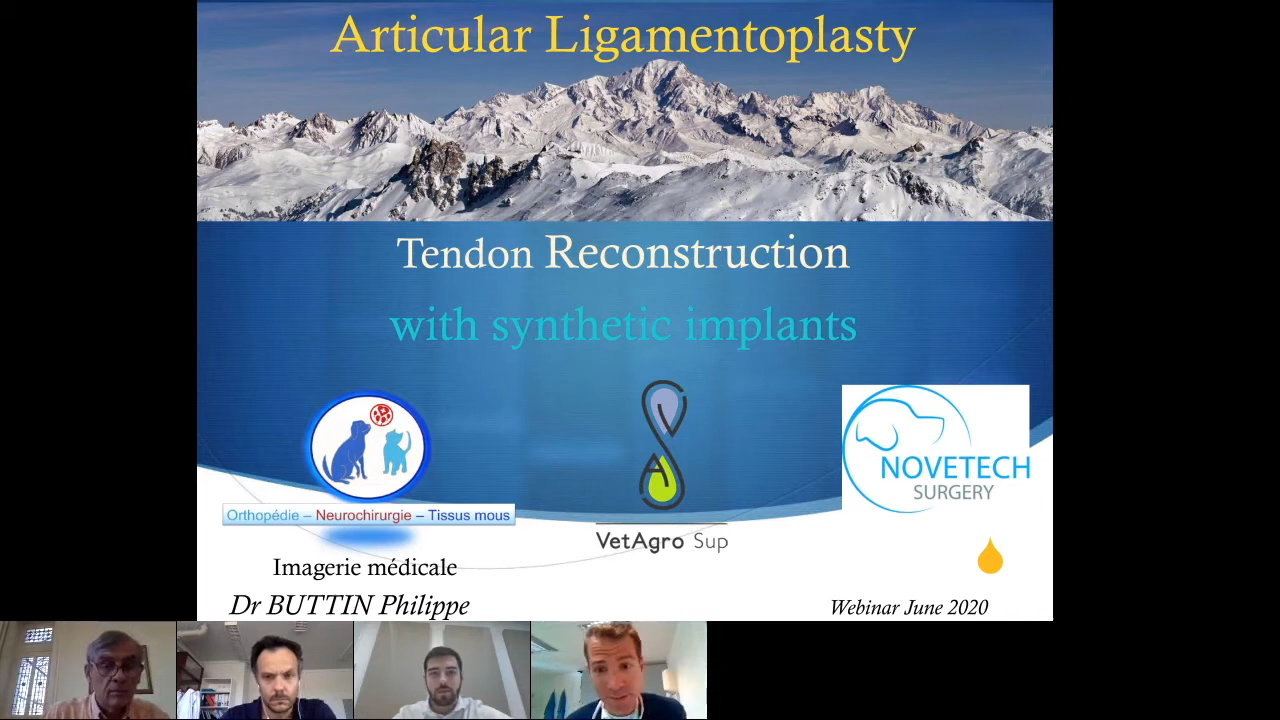 Articular Ligamentoplasty
Tendon Reconstruction
with synthetic implants
NOVETECH
SURGERY
Orthopédie – Neurochirurgie – Tissus mous
VetAgro Sup
Imagerie médicale
Dr BUTTIN Philippe
Webinar June 2020